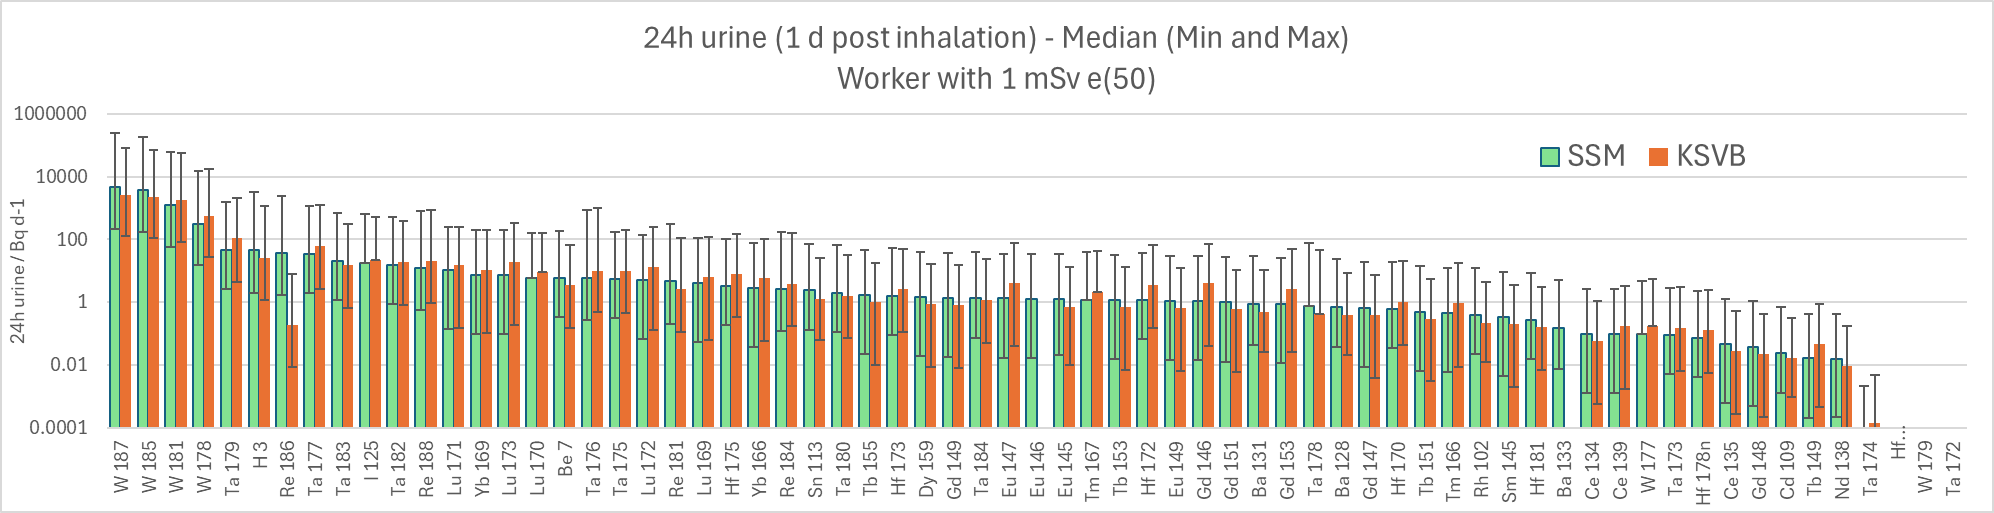 24h urine (1 d post inhalation) - Median (Min and Max)
Worker with 1 mSv e(50)
24h urine / Bq d-1
1000000
10000
100
1
0.01
0.0001
SSM
KSVB
W 187
W 185
W 181
W 178
Ta 179
H 3
Re 186
Ta 177
Ta 183
I 125
Ta 182
Re 188
Lu 171
Yb 169
Lu 173
Lu 170
Be 7
Ta 176
Ta 175
Lu 172
Re 181
Lu 169
Hf 175
Yb 166
Re 184
Sn 113
Ta 180
Tb 155
Hf 173
Dy 159
Gd 149
Ta 184
Eu 147
Eu 146
Eu 145
Tm 167
Tb 153
Hf 172
Eu 149
Gd 146
Gd 151
Ba 131
Gd 153
Ta 178
Ba 128
Gd 147
Hf 170
Tb 151
Tm 166
Rh 102
Sm 145
Hf 181
Ba 133
Ce 134
Ce 139
W 177
Ta 173
Hf 178n
Ce 135
Gd 148
Cd 109
Tb 149
Nd 138
Ta 174
Hf…
W 179
Ta 172